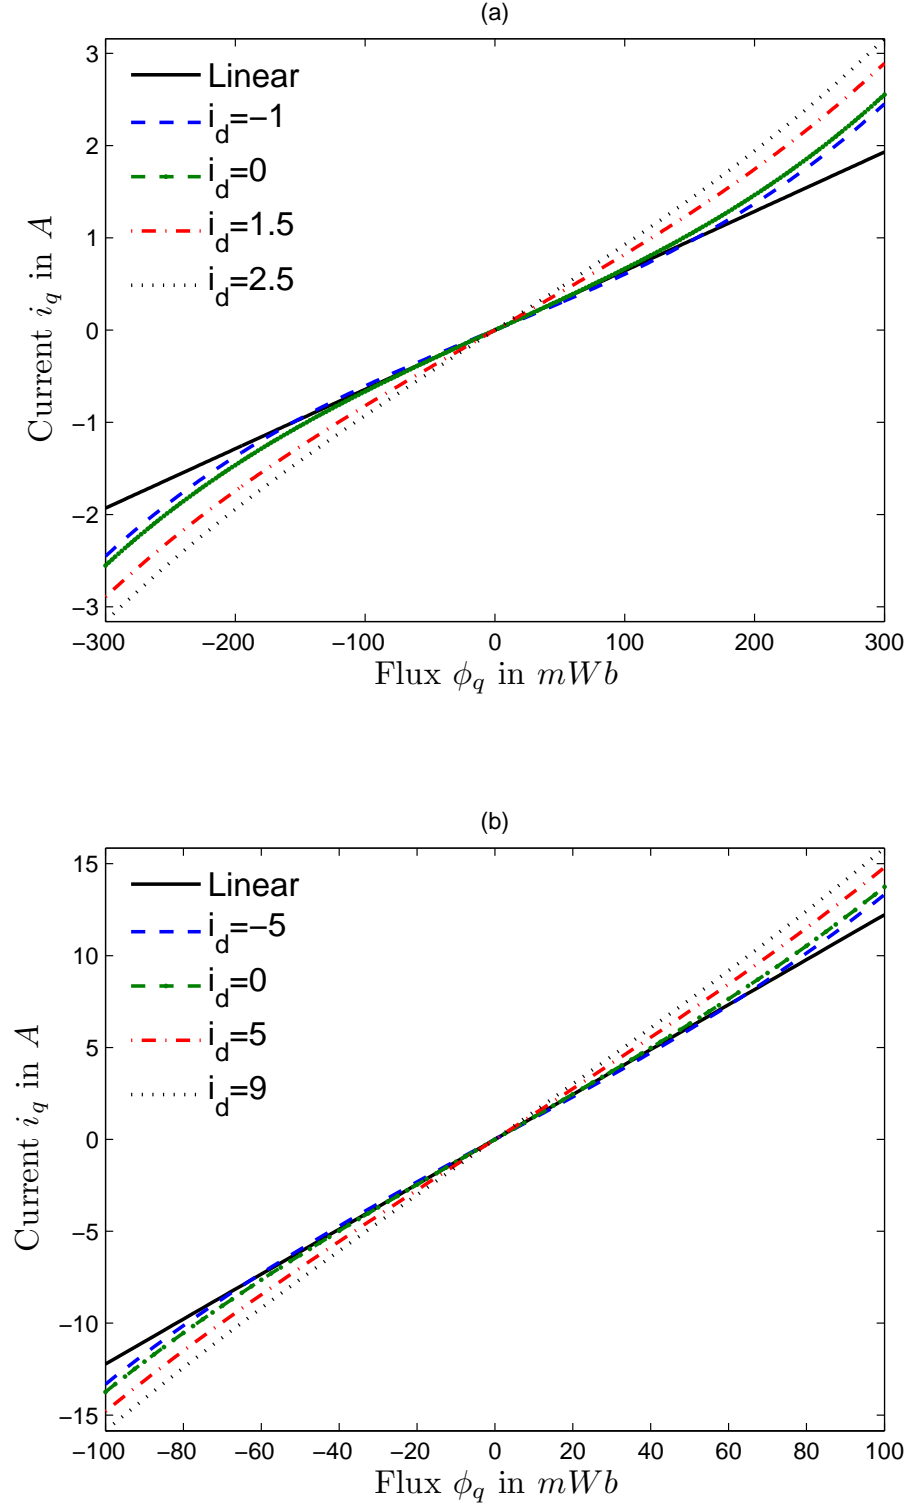 (a)
Linear
i_d=−1
i_d=0
i_d=1.5
i_d=2.5
3
2
1
0
−1
−2
−3
Current i_q in A
−300 −200 −100 0 100 200 300
Flux ϕ_q in mWb
(b)
Linear
i_d=−5
i_d=0
i_d=5
i_d=9
15
10
5
0
−5
−10
−15
Current i_q in A
−100 −80 −60 −40 −20 0 20 40 60 80 100
Flux ϕ_q in mWb